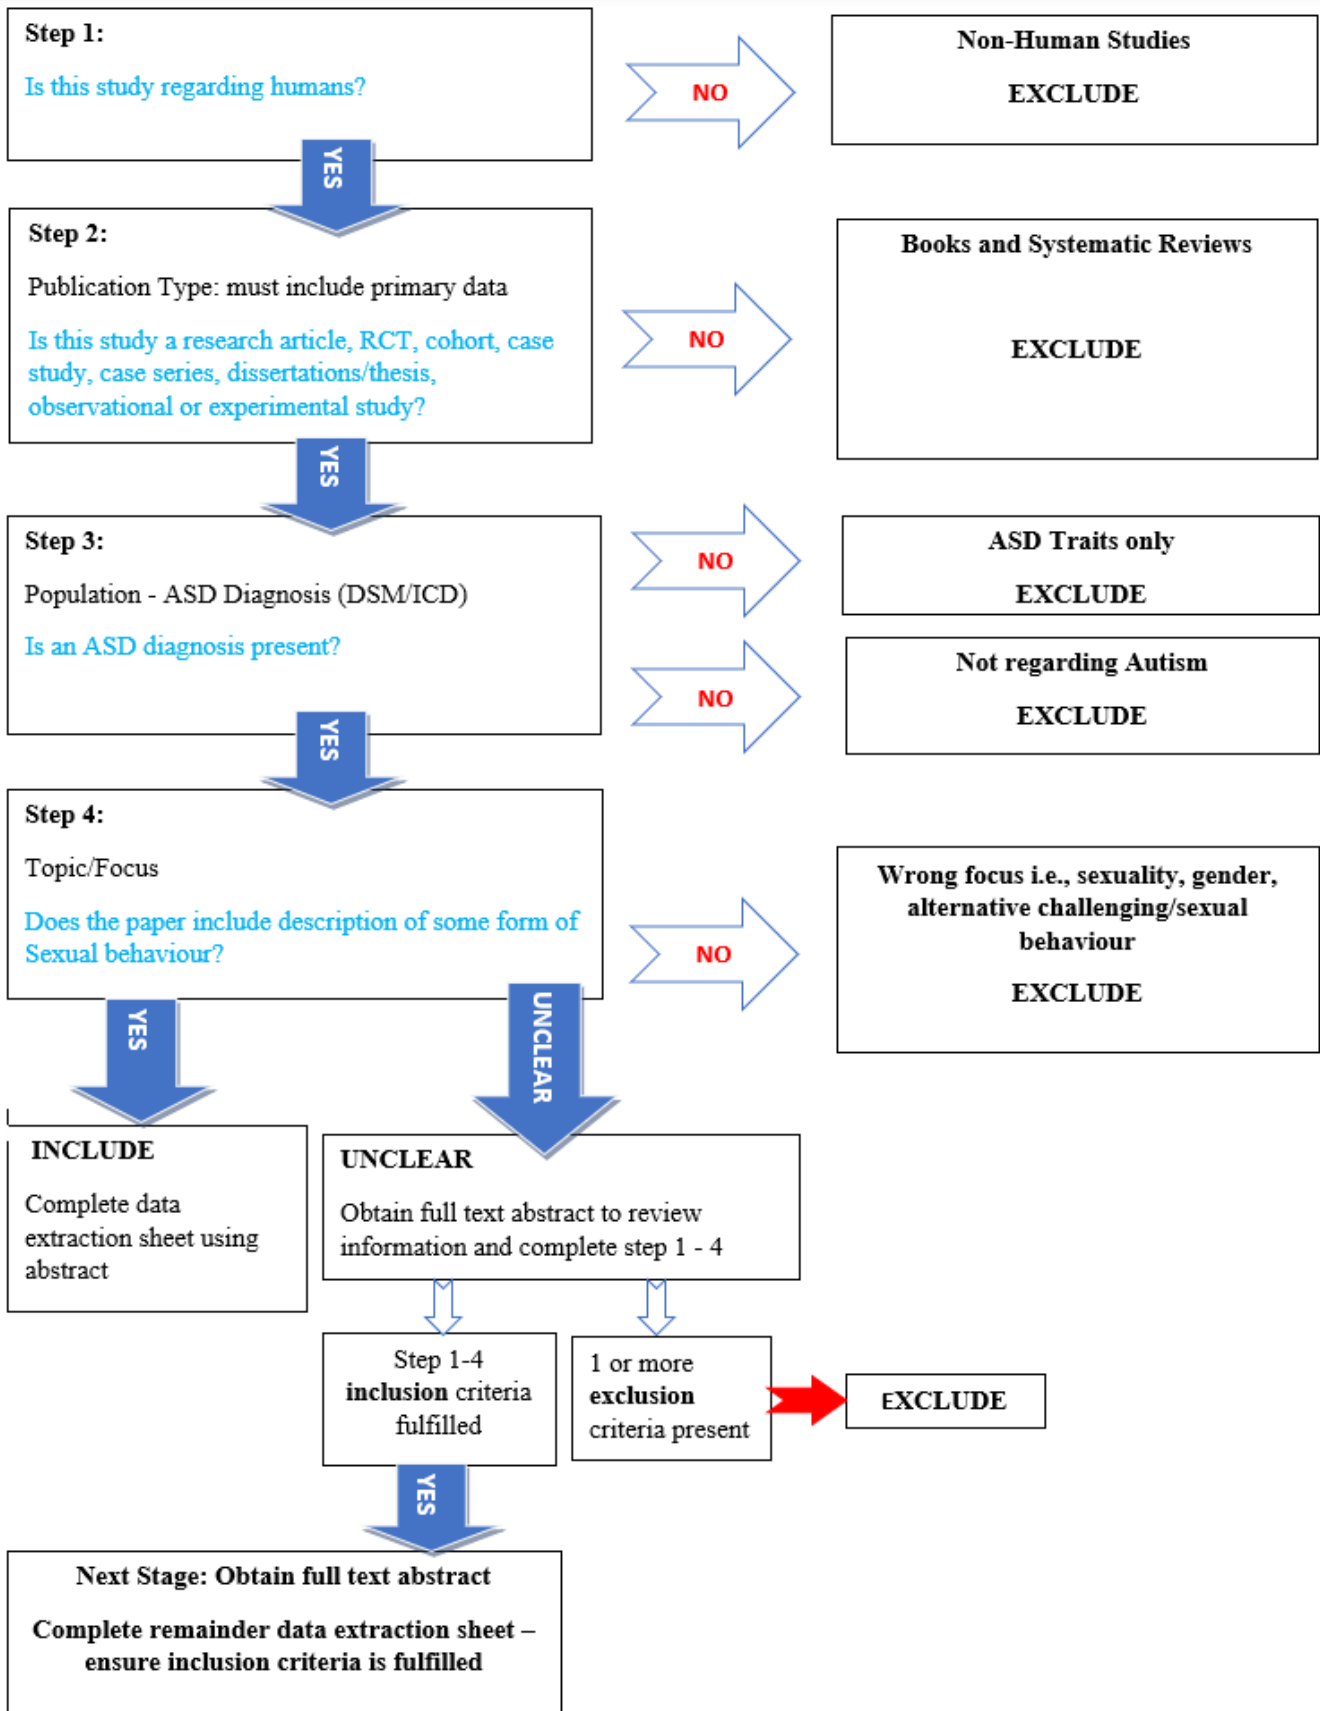 Step 1:
Is this study regarding humans?
NO
Non-Human Studies
EXCLUDE
YES
Step 2:
Publication Type: must include primary data
Is this study a research article, RCT, cohort, case
study, case series, dissertations/thesis,
observational or experimental study?
NO
Books and Systematic Reviews
EXCLUDE
YES
Step 3:
Population - ASD Diagnosis (DSM/ICD)
Is an ASD diagnosis present?
NO
ASD Traits only
EXCLUDE
NO
Not regarding Autism
EXCLUDE
YES
Step 4:
Topic/Focus
Does the paper include description of some form of
Sexual behaviour?
NO
Wrong focus i.e., sexuality, gender,
alternative challenging/sexual
behaviour
EXCLUDE
YES
UNCLEAR
INCLUDE
Complete data
extraction sheet using
abstract
UNCLEAR
Obtain full text abstract to review
information and complete step 1 - 4
Step 1-4
inclusion criteria
fulfilled
1 or more
exclusion
criteria present
EXCLUDE
YES
Next Stage: Obtain full text abstract
Complete remainder data extraction sheet –
ensure inclusion criteria is fulfilled